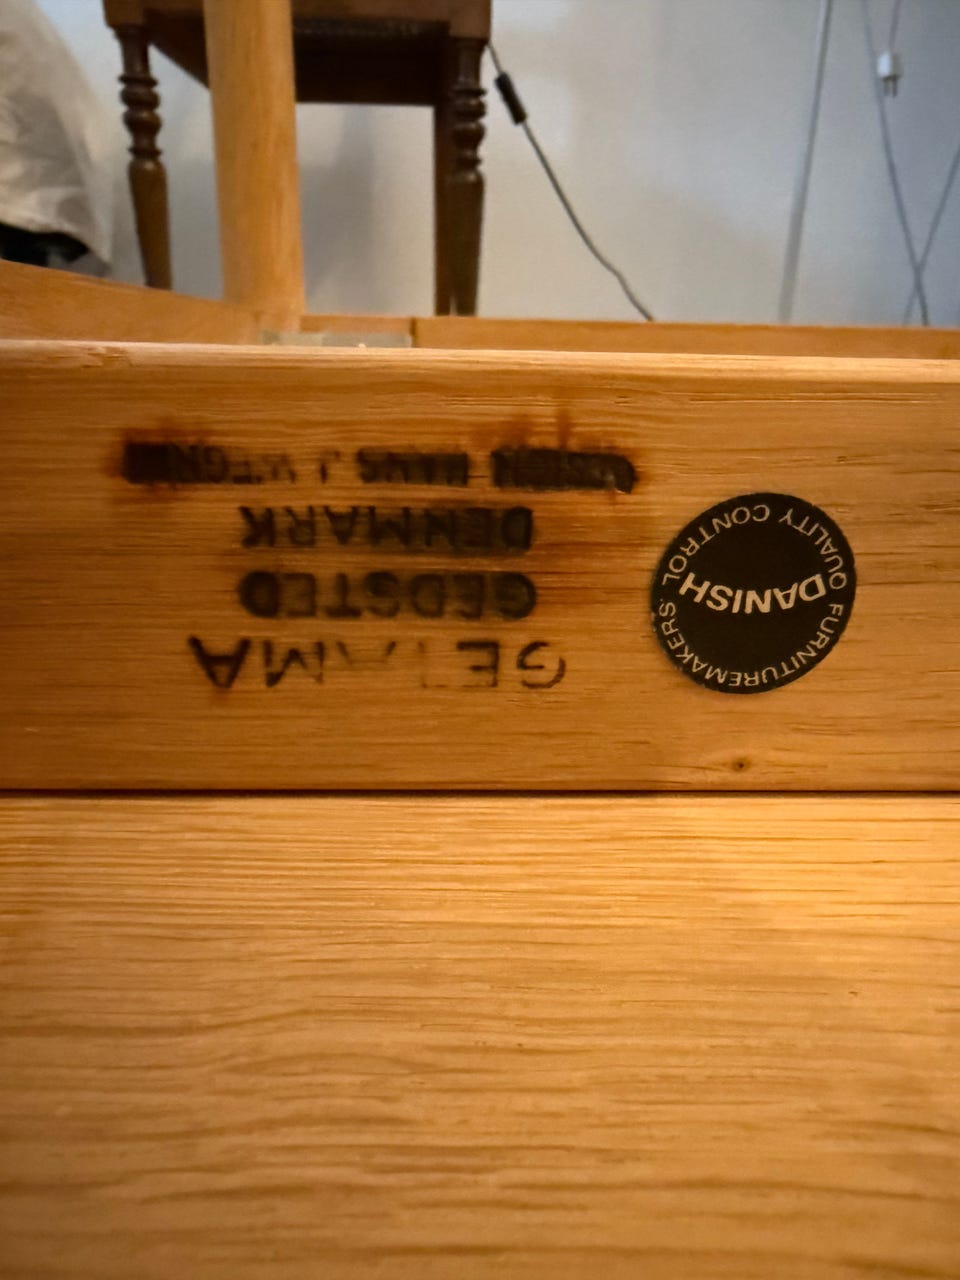 GETAMA
GEDSTED
DENMARK
DESIGN HANS J. WEGNER
DANISH
FURNITUREMAKERS'
QUALITY CONTROL